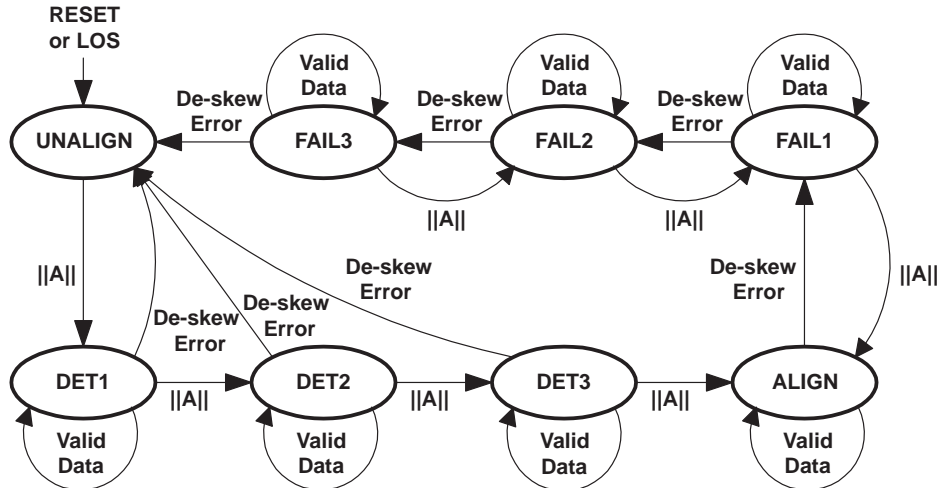 RESET
or LOS
Valid
Data
Valid
Data
Valid
Data
De-skew
Error
De-skew
Error
De-skew
Error
UNALIGN
FAIL3
FAIL2
FAIL1
||A||
||A||
||A||
De-skew
Error
De-skew
Error
||A||
De-skew
Error
De-skew
Error
DET1
||A||
DET2
||A||
DET3
||A||
ALIGN
Valid
Data
Valid
Data
Valid
Data
Valid
Data